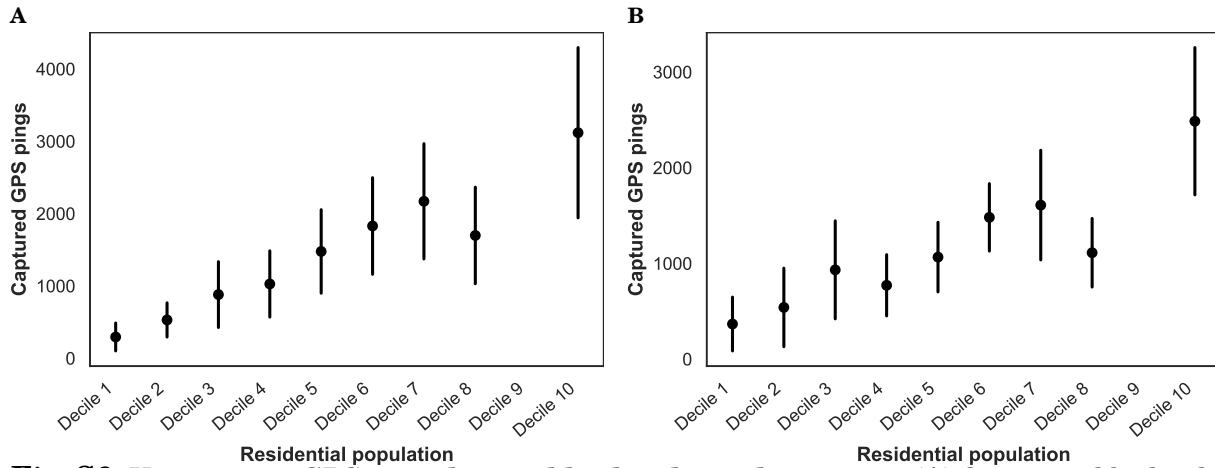 A
Captured GPS pings
4000
3000
2000
1000
0
Decile 1
Decile 2
Decile 3
Decile 4
Decile 5
Decile 6
Decile 7
Decile 8
Decile 9
Decile 10
Residential population
B
Captured GPS pings
3000
2000
1000
0
Decile 1
Decile 2
Decile 3
Decile 4
Decile 5
Decile 6
Decile 7
Decile 8
Decile 9
Decile 10
Residential population